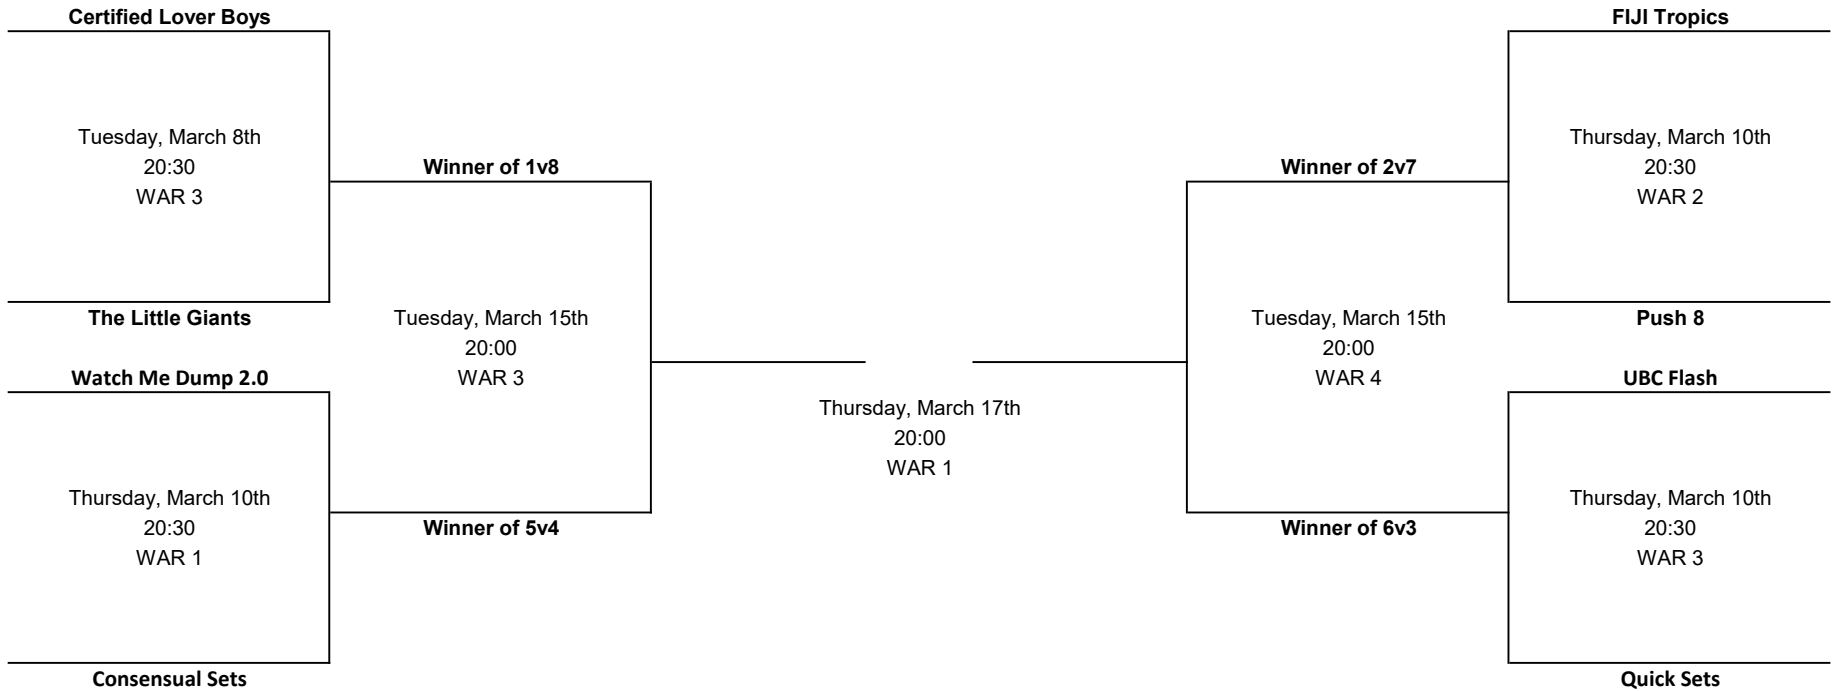 Certified Lover Boys
Tuesday, March 8th
20:30
WAR 3
The Little Giants
Watch Me Dump 2.0
Thursday, March 10th
20:30
WAR 1
Consensual Sets
Winner of 1v8
Tuesday, March 15th
20:00
WAR 3
Winner of 5v4
Thursday, March 17th
20:00
WAR 1
Winner of 2v7
Tuesday, March 15th
20:00
WAR 4
Winner of 6v3
FIJI Tropics
Thursday, March 10th
20:30
WAR 2
Push 8
UBC Flash
Thursday, March 10th
20:30
WAR 3
Quick Sets